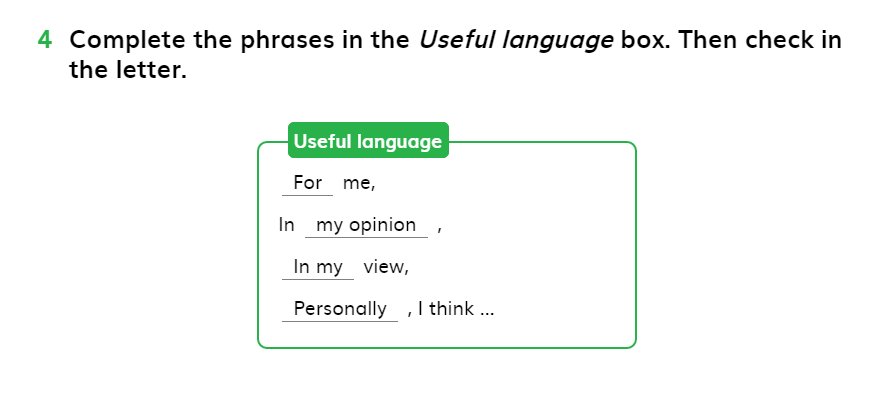 4 Complete the phrases in the Useful language box. Then check in
the letter.
Useful language
For me,
In my opinion ,
In my view,
Personally , I think ...